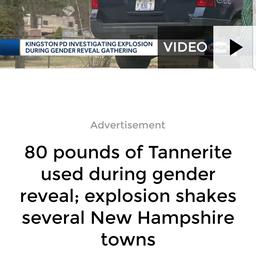 KINGSTON PD INVESTIGATING EXPLOSION
DURING GENDER REVEAL GATHERING
VIDEO
Advertisement
80 pounds of Tannerite
used during gender
reveal; explosion shakes
several New Hampshire
towns